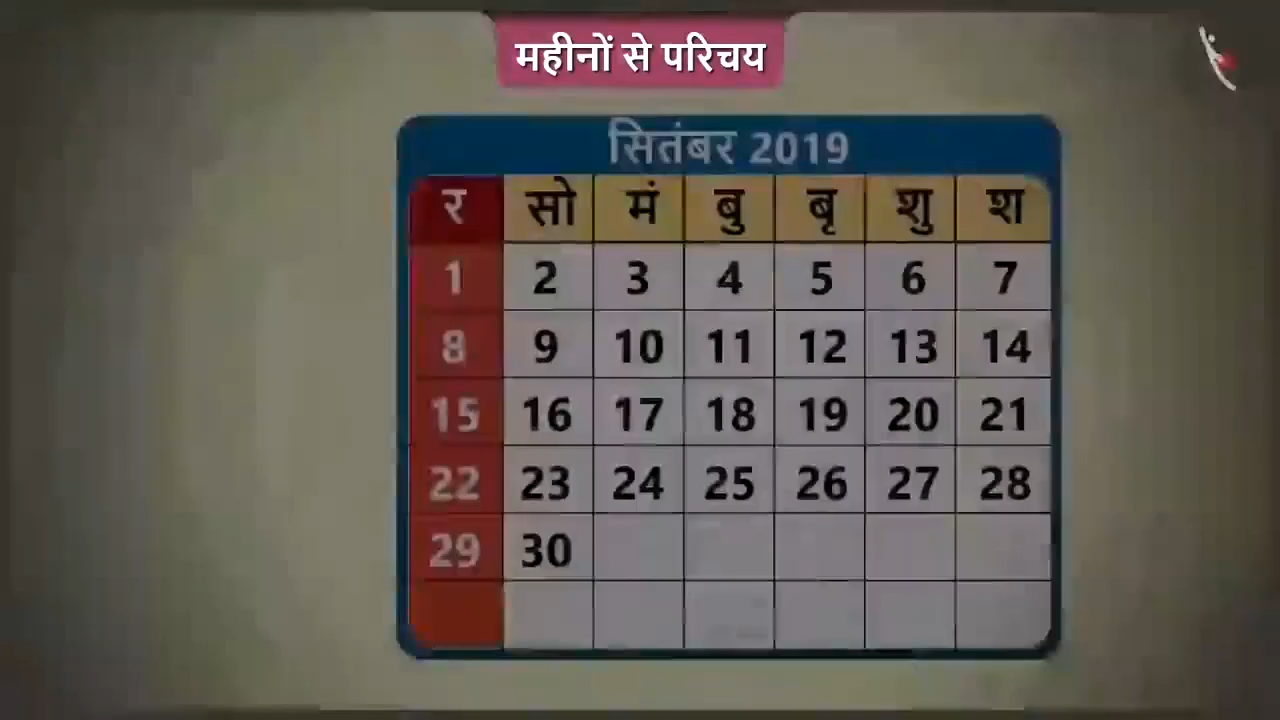 महीनों से परिचय
सितंबर 2019
र सो मं बु बृ शु श
1 2 3 4 5 6 7
8 9 10 11 12 13 14
15 16 17 18 19 20 21
22 23 24 25 26 27 28
29 30